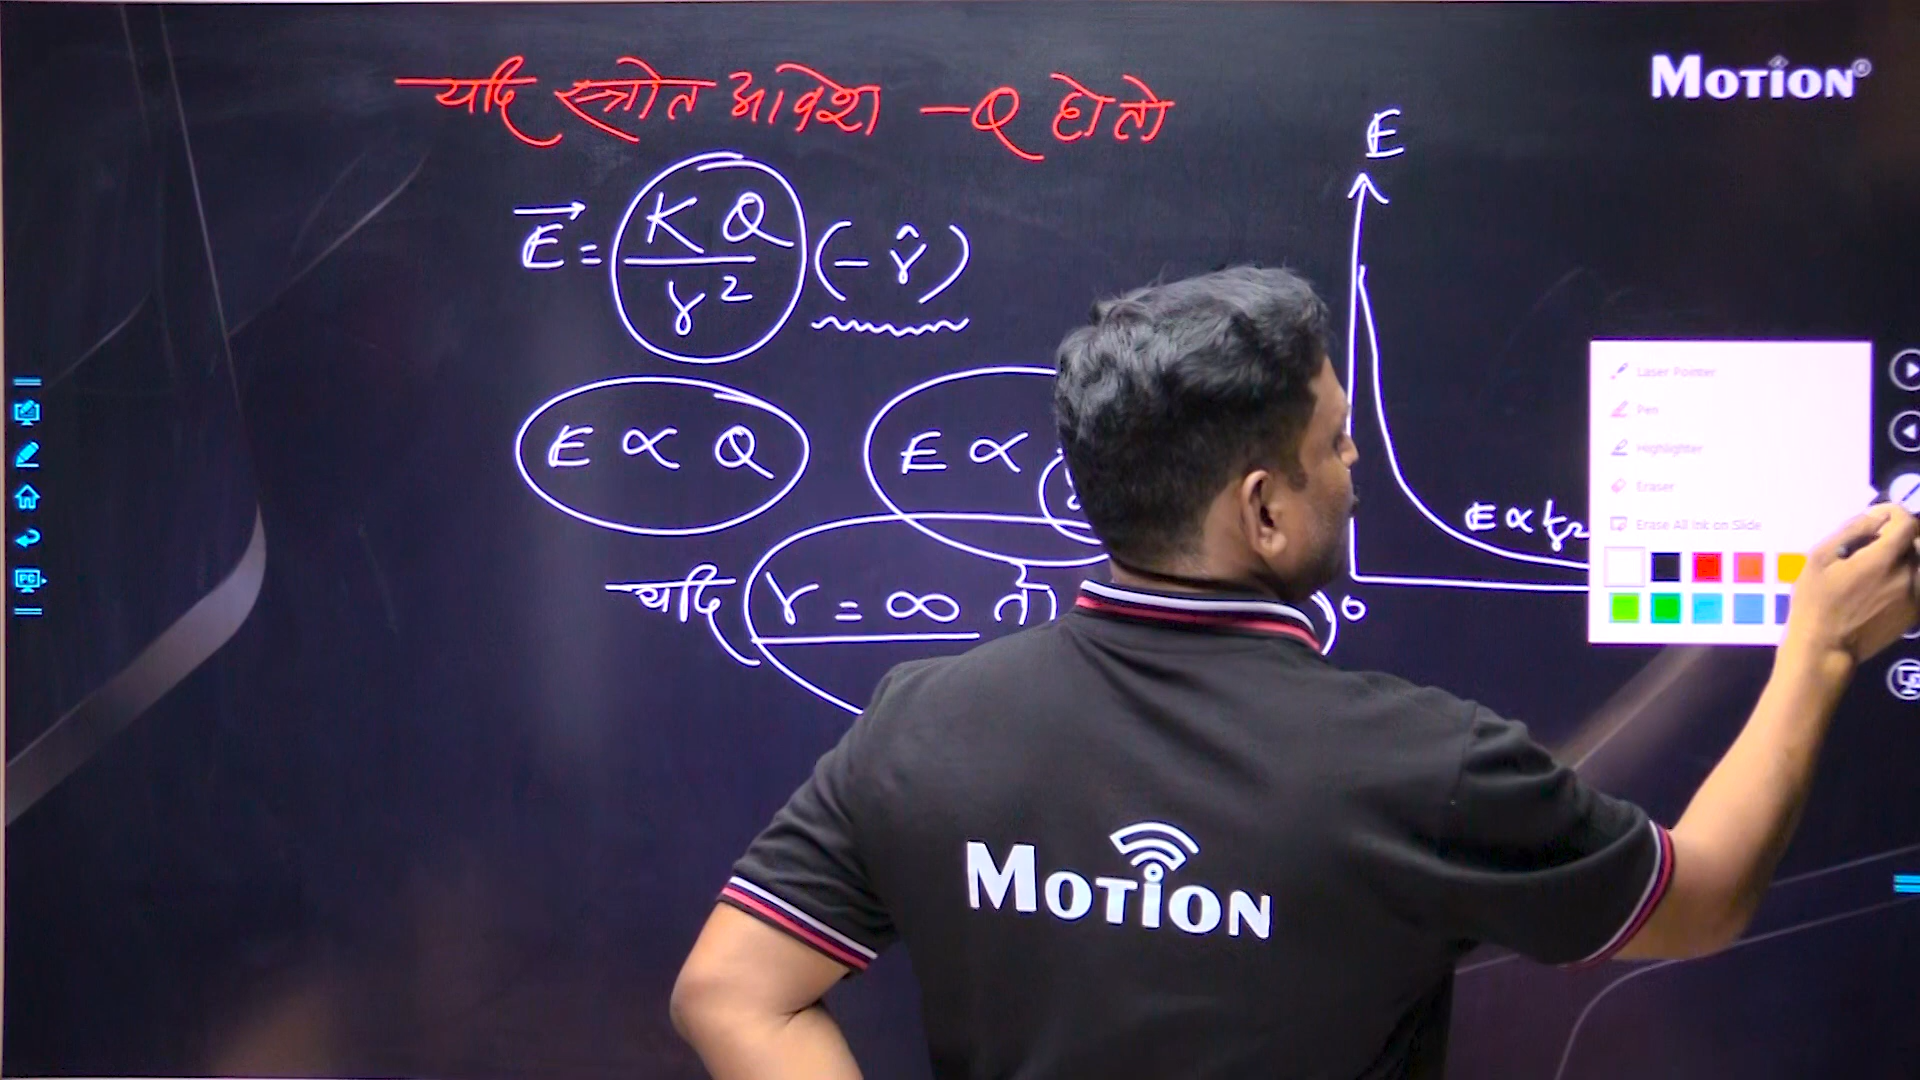 यदि स्त्रोत आवेश -Q हो तो
MOTiON®
E
E⃗ = K Q / r² (- r̂)
E ∝ Q
E ∝
E ∝ 1/r²
यदि r = ∞ तो
0
Laser Pointer
Pen
Highlighter
Eraser
Erase All Ink on Slide
PC
MOTiON